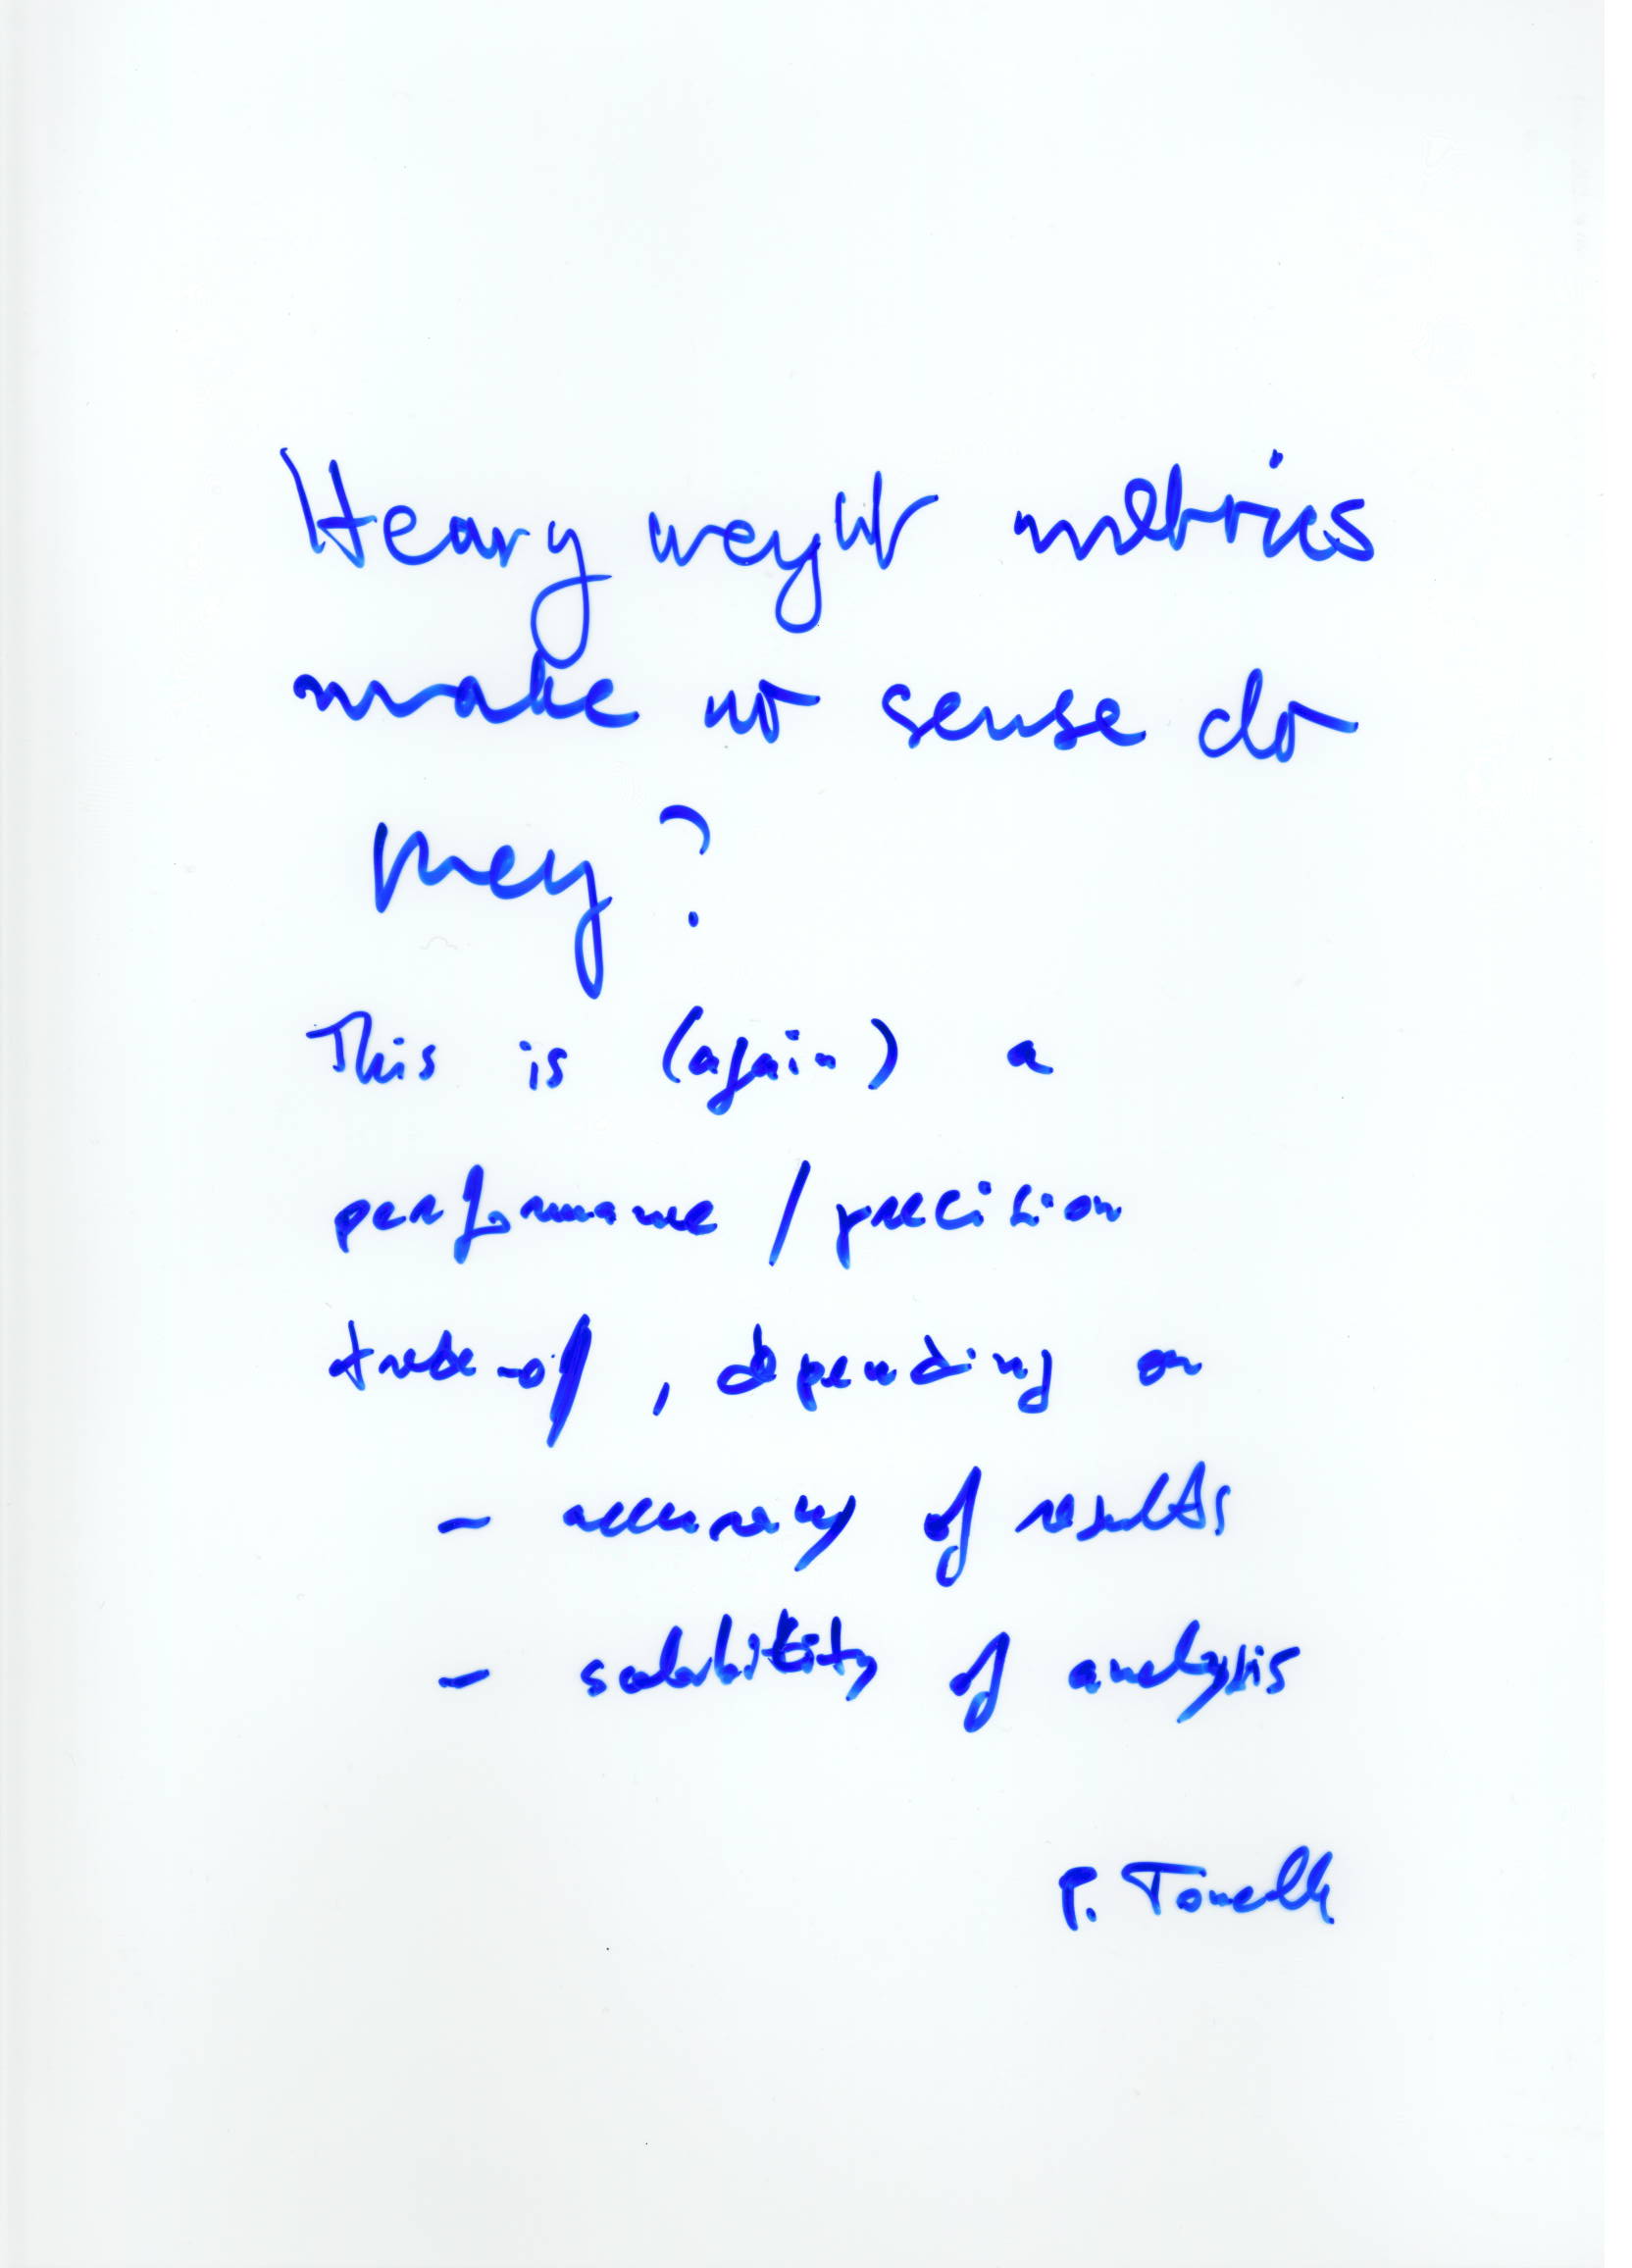 Heavy weight metrics
make no sense do
they?
This is (again) a
performance / precision
trade-off, depending on
- accuracy of results
- scalability of analysis
P. Tonella